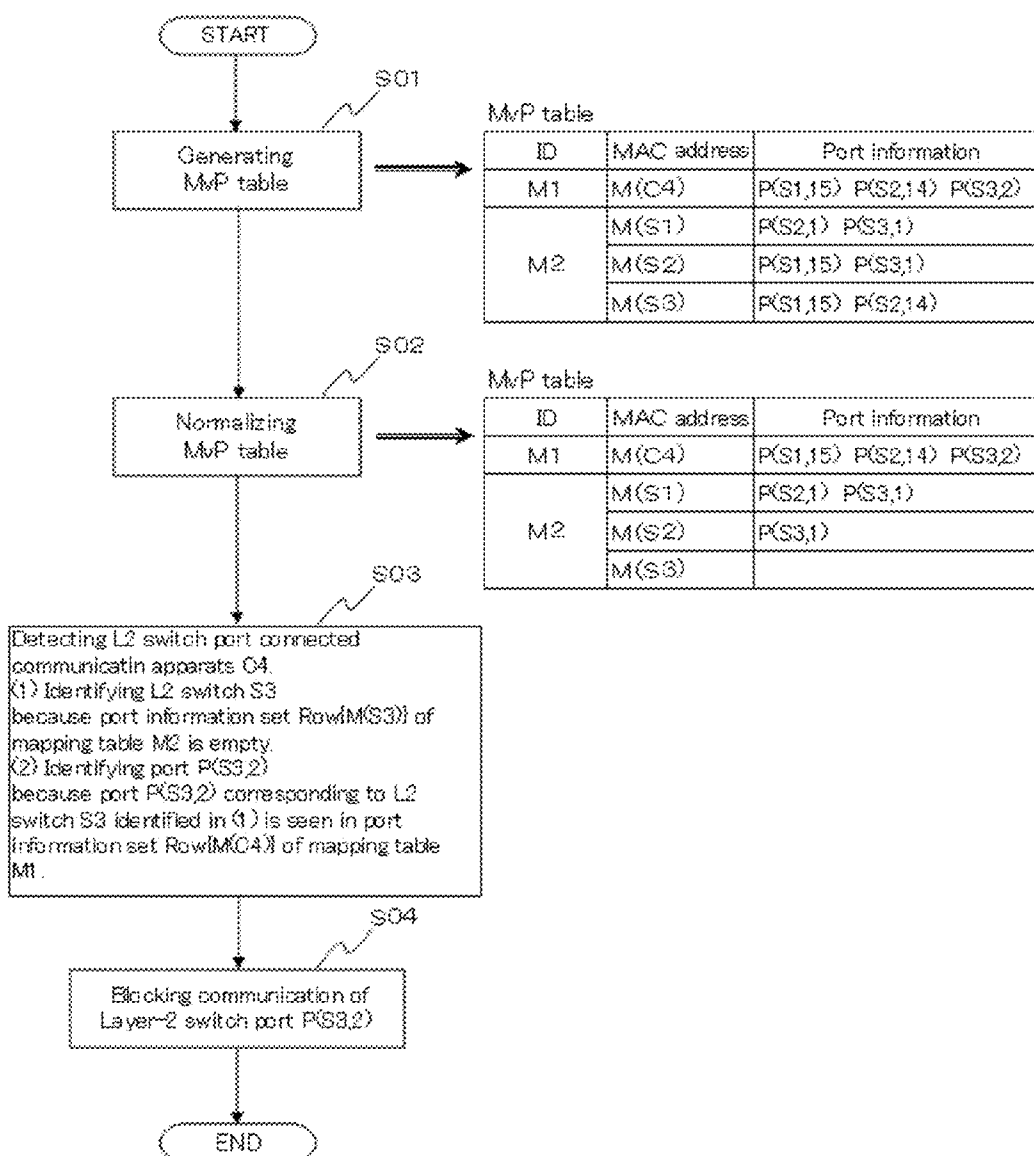 START
S01
Generating
MvP table
MvP table
ID MAC address Port information
M1 M(C4) P(S1,15) P(S2,14) P(S3,2)
M2 M(S1) P(S2,1) P(S3,1)
M(S2) P(S1,15) P(S3,1)
M(S3) P(S1,15) P(S2,14)
S02
Normalizing
MvP table
MvP table
ID MAC address Port information
M1 M(C4) P(S1,15) P(S2,14) P(S3,2)
M2 M(S1) P(S2,1) P(S3,1)
M(S2) P(S3,1)
M(S3)
S03
Detecting L2 switch port connected
communicatin apparats C4.
(1) Identifying L2 switch S3
because port information set Row[M(S3)] of
mapping table M2 is empty.
(2) Identifying port P(S3,2)
because port P(S3,2) corresponding to L2
switch S3 identified in (1) is seen in port
information set Row[M(C4)] of mapping table
M1.
S04
Blocking communication of
Layer-2 switch port P(S3,2)
END